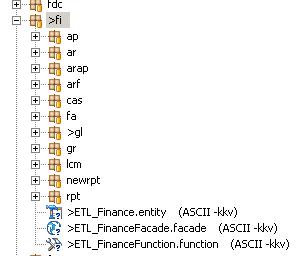 fdc
>fi
ap
ar
arap
arf
cas
fa
>gl
gr
lcm
newrpt
rpt
>ETL_Finance.entity (ASCII -kkv)
>ETL_FinanceFacade.facade (ASCII -kkv)
>ETL_FinanceFunction.function (ASCII -kkv)